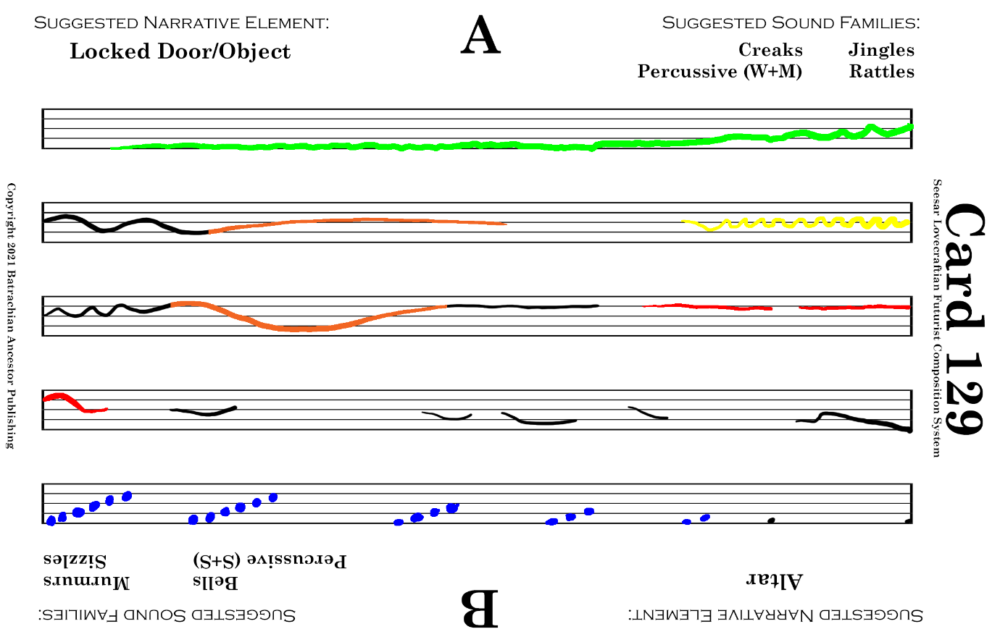 Suggested Narrative Element:
Locked Door/Object
A
Suggested Sound Families:
Creaks Jingles
Percussive (W+M) Rattles
Copyright 2021 Batrachian Ancestor Publishing
Card 129
Seesar Lovecraftian Futurist Composition System
B
Suggested Narrative Element:
Altar
Suggested Sound Families:
Bells Murmurs
Percussive (S+S) Sizzles